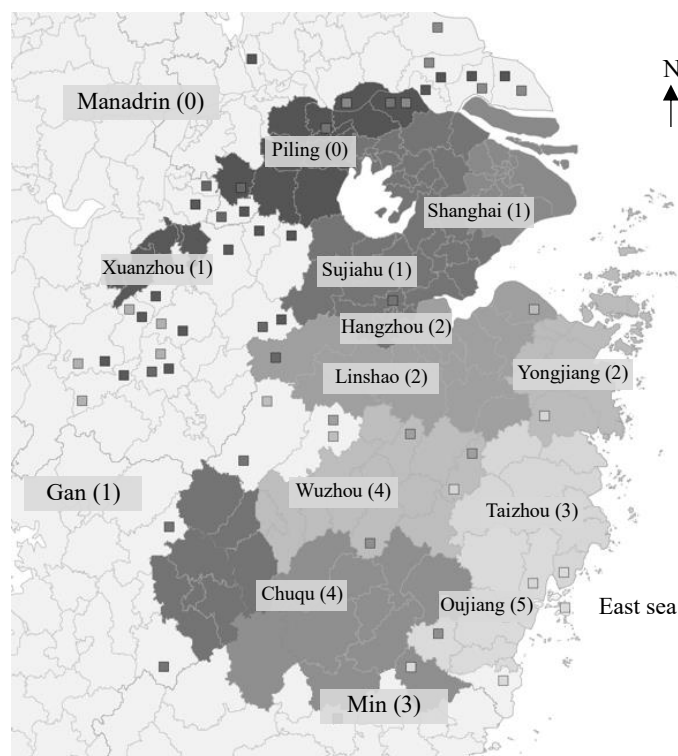 N
Manadrin (0)
Piling (0)
Shanghai (1)
Xuanzhou (1)
Sujiahu (1)
Hangzhou (2)
Linshao (2)
Yongjiang (2)
Gan (1)
Wuzhou (4)
Taizhou (3)
Chuqu (4)
Oujiang (5)
East sea
Min (3)